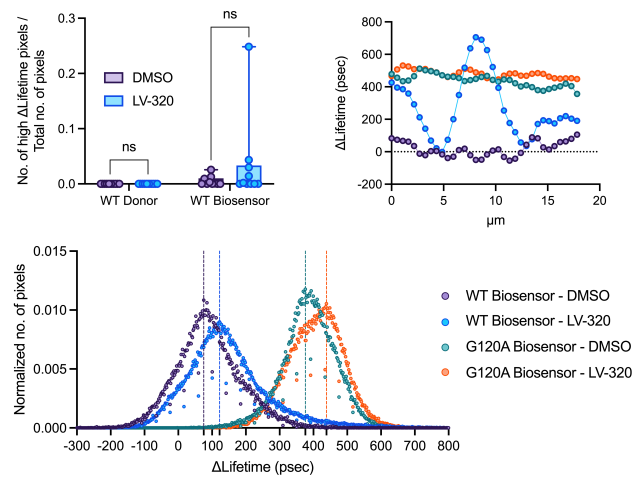 No. of high ΔLifetime pixels /
Total no. of pixels
0.3
0.2
0.1
0.0
ns
ns
DMSO
LV-320
WT Donor
WT Biosensor
ΔLifetime (psec)
800
600
400
200
0
-200
0
5
10
15
20
μm
Normalized no. of pixels
0.015
0.010
0.005
0.000
-300
-200
-100
0
100
200
300
400
500
600
700
800
ΔLifetime (psec)
WT Biosensor - DMSO
WT Biosensor - LV-320
G120A Biosensor - DMSO
G120A Biosensor - LV-320